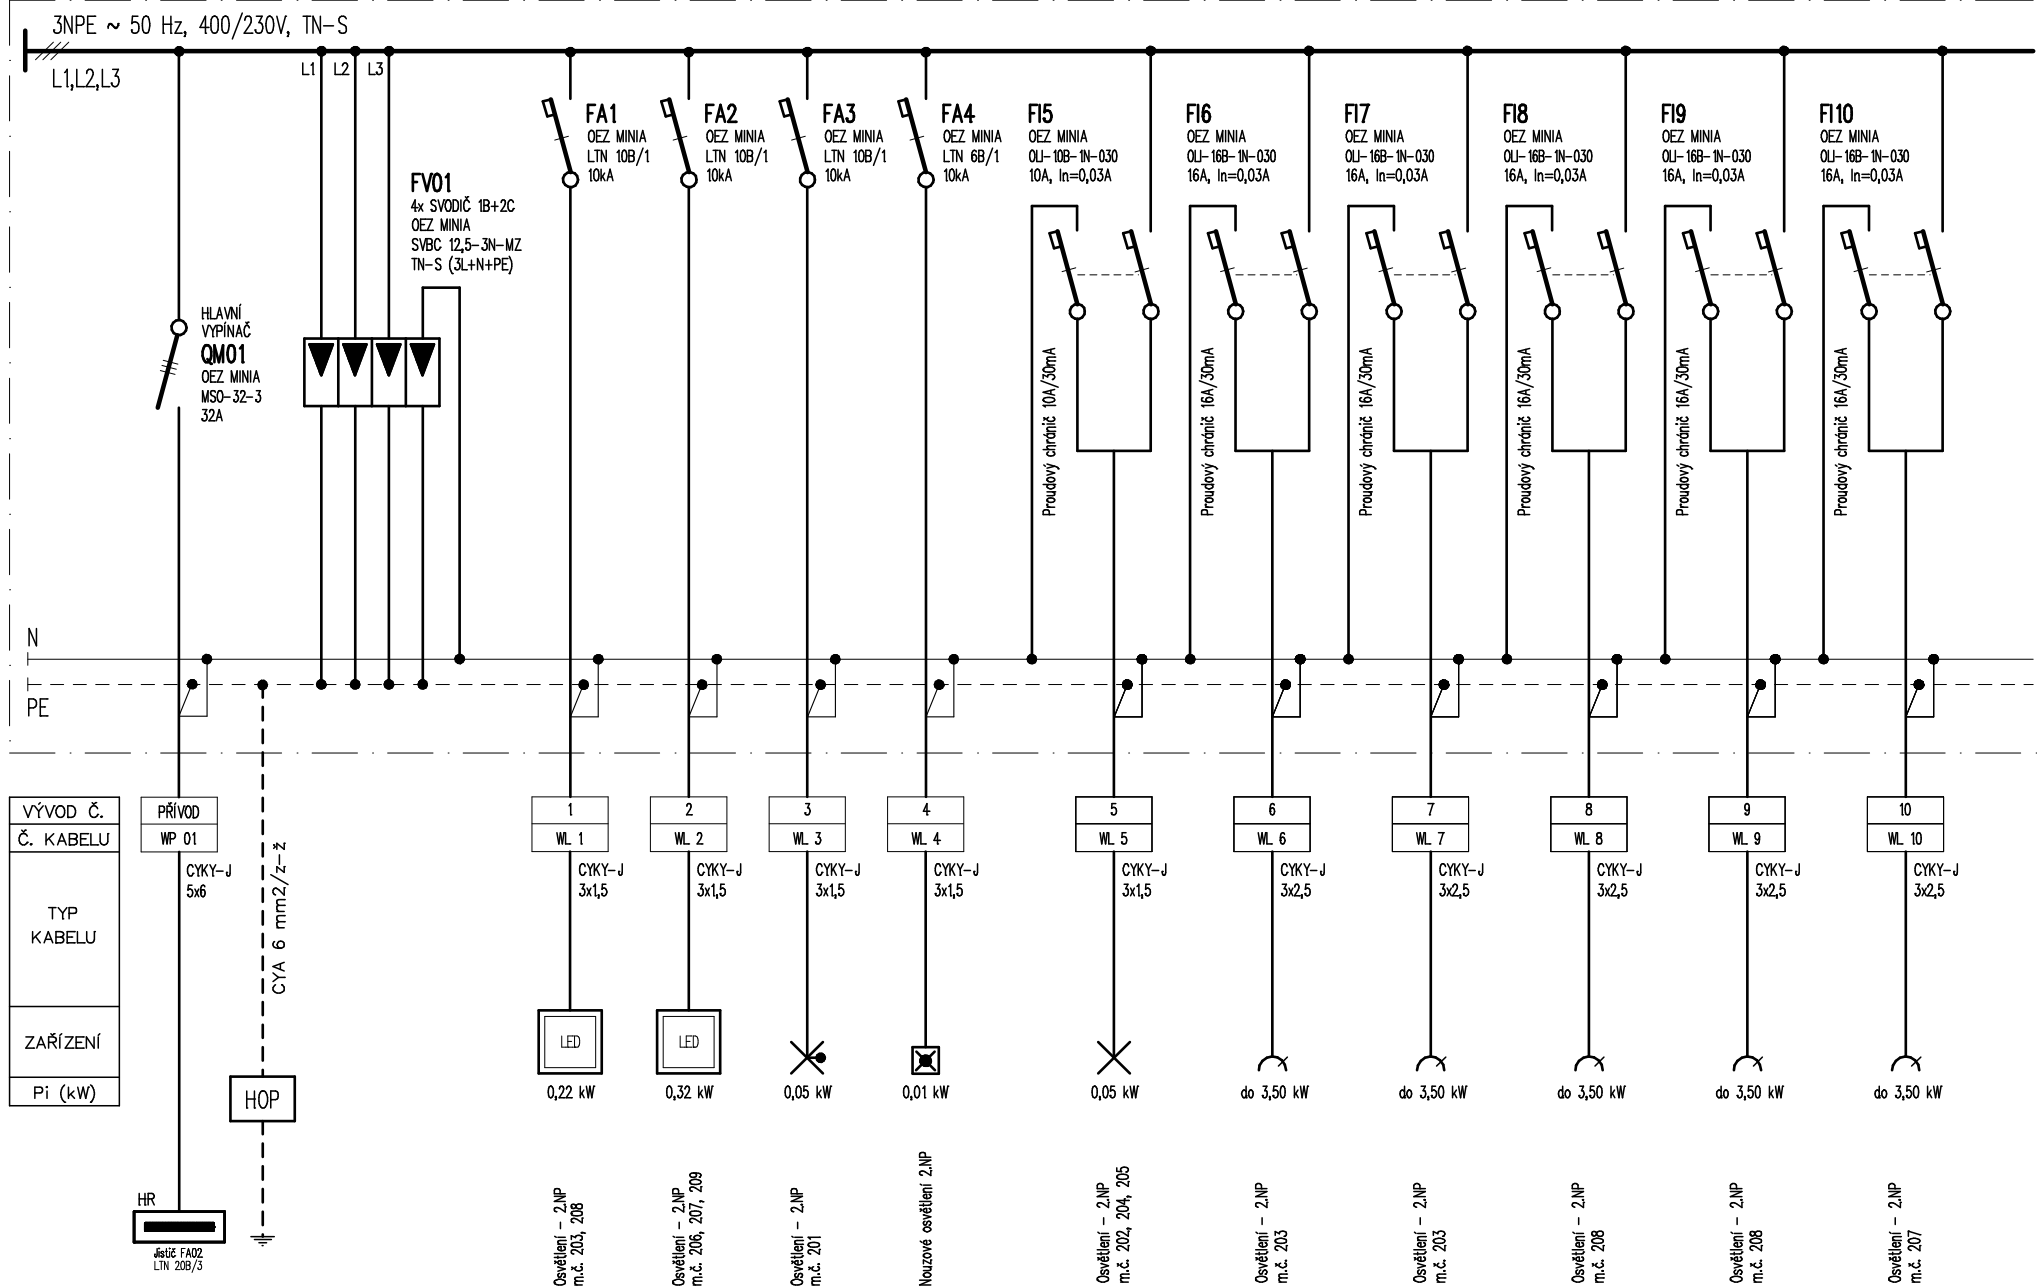 3NPE ~ 50 Hz, 400/230V, TN-S
L1,L2,L3
L1
L2
L3
HLAVNÍ
VYPÍNAČ
QM01
OEZ MINIA
MSO-32-3
32A
FV01
4x SVODIČ 1B+2C
OEZ MINIA
SVBC 12,5-3N-MZ
TN-S (3L+N+PE)
FA1
OEZ MINIA
LTN 10B/1
10kA
FA2
OEZ MINIA
LTN 10B/1
10kA
FA3
OEZ MINIA
LTN 10B/1
10kA
FA4
OEZ MINIA
LTN 6B/1
10kA
FI5
OEZ MINIA
OLI-10B-1N-030
10A, In=0,03A
Proudový chránič 10A/30mA
FI6
OEZ MINIA
OLI-16B-1N-030
16A, In=0,03A
Proudový chránič 16A/30mA
FI7
OEZ MINIA
OLI-16B-1N-030
16A, In=0,03A
Proudový chránič 16A/30mA
FI8
OEZ MINIA
OLI-16B-1N-030
16A, In=0,03A
Proudový chránič 16A/30mA
FI9
OEZ MINIA
OLI-16B-1N-030
16A, In=0,03A
Proudový chránič 16A/30mA
FI10
OEZ MINIA
OLI-16B-1N-030
16A, In=0,03A
Proudový chránič 16A/30mA
N
PE
VÝVOD Č.
Č. KABELU
TYP
KABELU
ZAŘÍZENÍ
Pi (kW)
PŘÍVOD
WP 01
CYKY-J
5x6
HR
Jistič FA02
LTN 20B/3
CYA 6 mm2/z-ž
HOP
1
WL 1
CYKY-J
3x1,5
LED
0,22 kW
Osvětlení - 2.NP
m.č. 203, 208
2
WL 2
CYKY-J
3x1,5
LED
0,32 kW
Osvětlení - 2.NP
m.č. 206, 207, 209
3
WL 3
CYKY-J
3x1,5
0,05 kW
Osvětlení - 2.NP
m.č. 201
4
WL 4
CYKY-J
3x1,5
0,01 kW
Nouzové osvětlení 2.NP
5
WL 5
CYKY-J
3x1,5
0,05 kW
Osvětlení - 2.NP
m.č. 202, 204, 205
6
WL 6
CYKY-J
3x2,5
do 3,50 kW
Osvětlení - 2.NP
m.č. 203
7
WL 7
CYKY-J
3x2,5
do 3,50 kW
Osvětlení - 2.NP
m.č. 203
8
WL 8
CYKY-J
3x2,5
do 3,50 kW
Osvětlení - 2.NP
m.č. 208
9
WL 9
CYKY-J
3x2,5
do 3,50 kW
Osvětlení - 2.NP
m.č. 208
10
WL 10
CYKY-J
3x2,5
do 3,50 kW
Osvětlení - 2.NP
m.č. 207